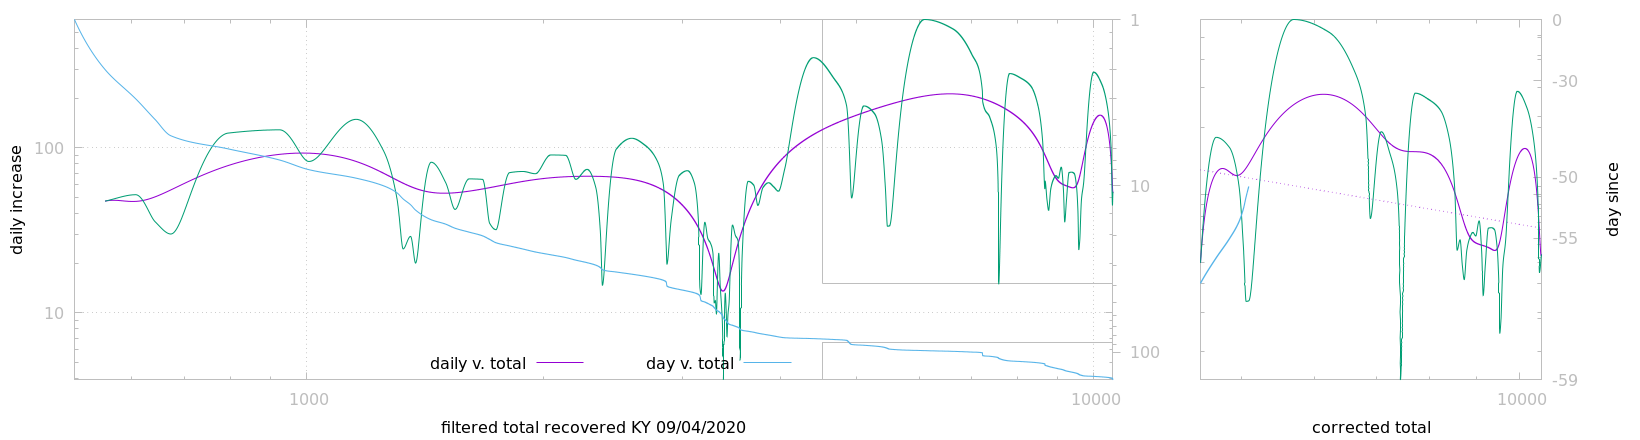 1
0
-30
100
daily increase
10
-50
day since
-55
10
daily v. total
day v. total
100
-59
1000
10000
10000
filtered total recovered KY 09/04/2020
corrected total